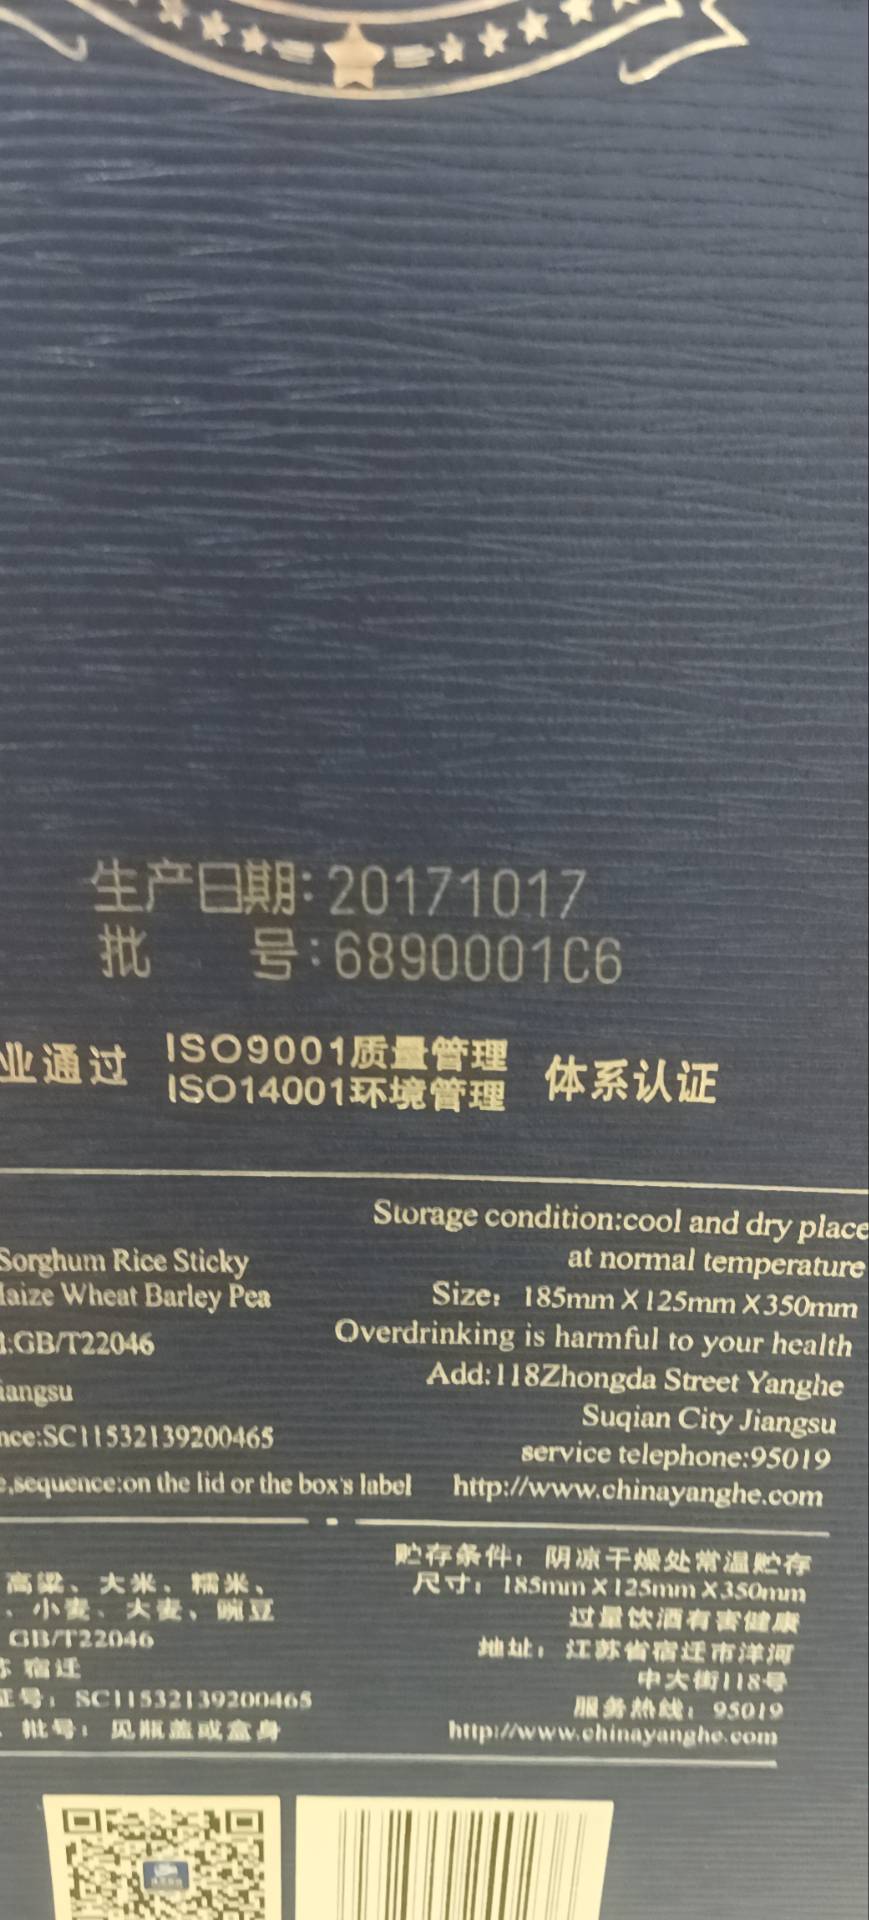 生产日期:20171017
批 号:6890001C6
业通过 ISO9001质量管理 体系认证
ISO14001环境管理
Storage condition:cool and dry place
at normal temperature
Sorghum Rice Sticky
Maize Wheat Barley Pea
Size: 185mm X 125mm X 350mm
:GB/T22046
Overdrinking is harmful to your health
Add:118Zhongda Street Yanghe
iangsu
Suqian City Jiangsu
nce:SC11532139200465
service telephone:95019
e,sequence:on the lid or the box's label
http://www.chinayanghe.com
贮存条件: 阴凉干燥处常温贮存
高粱、大米、糯米、
尺寸: 185mm X 125mm X 350mm
、小麦、大麦、豌豆
过量饮酒有害健康
GB/T22046
地址: 江苏省宿迁市洋河
苏 宿迁
中大街118号
证号: SC11532139200465
服务热线: 95019
、批号: 见瓶盖或盒身
http://www.chinayanghe.com